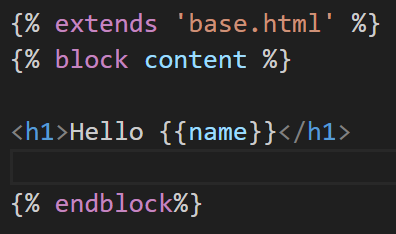 {% extends 'base.html' %}
{% block content %}
<h1>Hello {{name}}</h1>
{% endblock%}